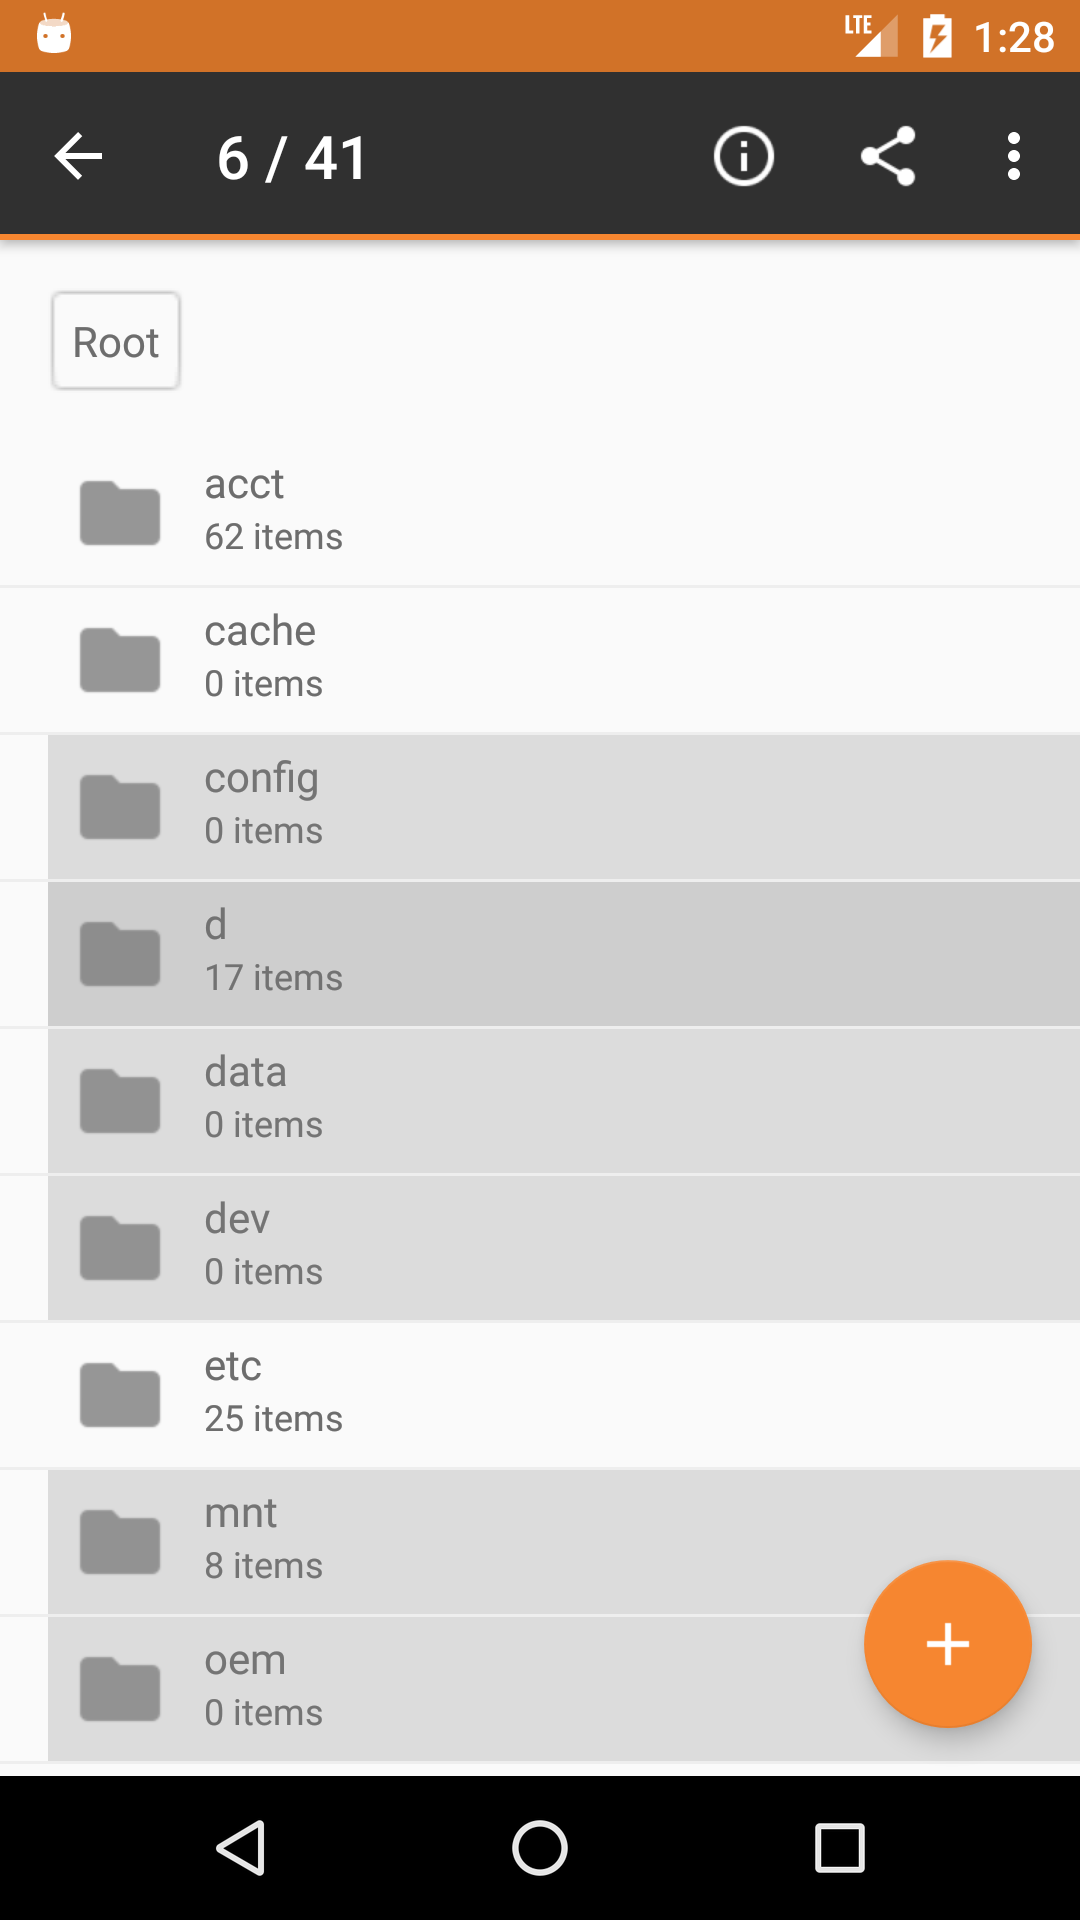 LTE 1:28
6 / 41
Root
acct
62 items
cache
0 items
config
0 items
d
17 items
data
0 items
dev
0 items
etc
25 items
mnt
8 items
oem
0 items